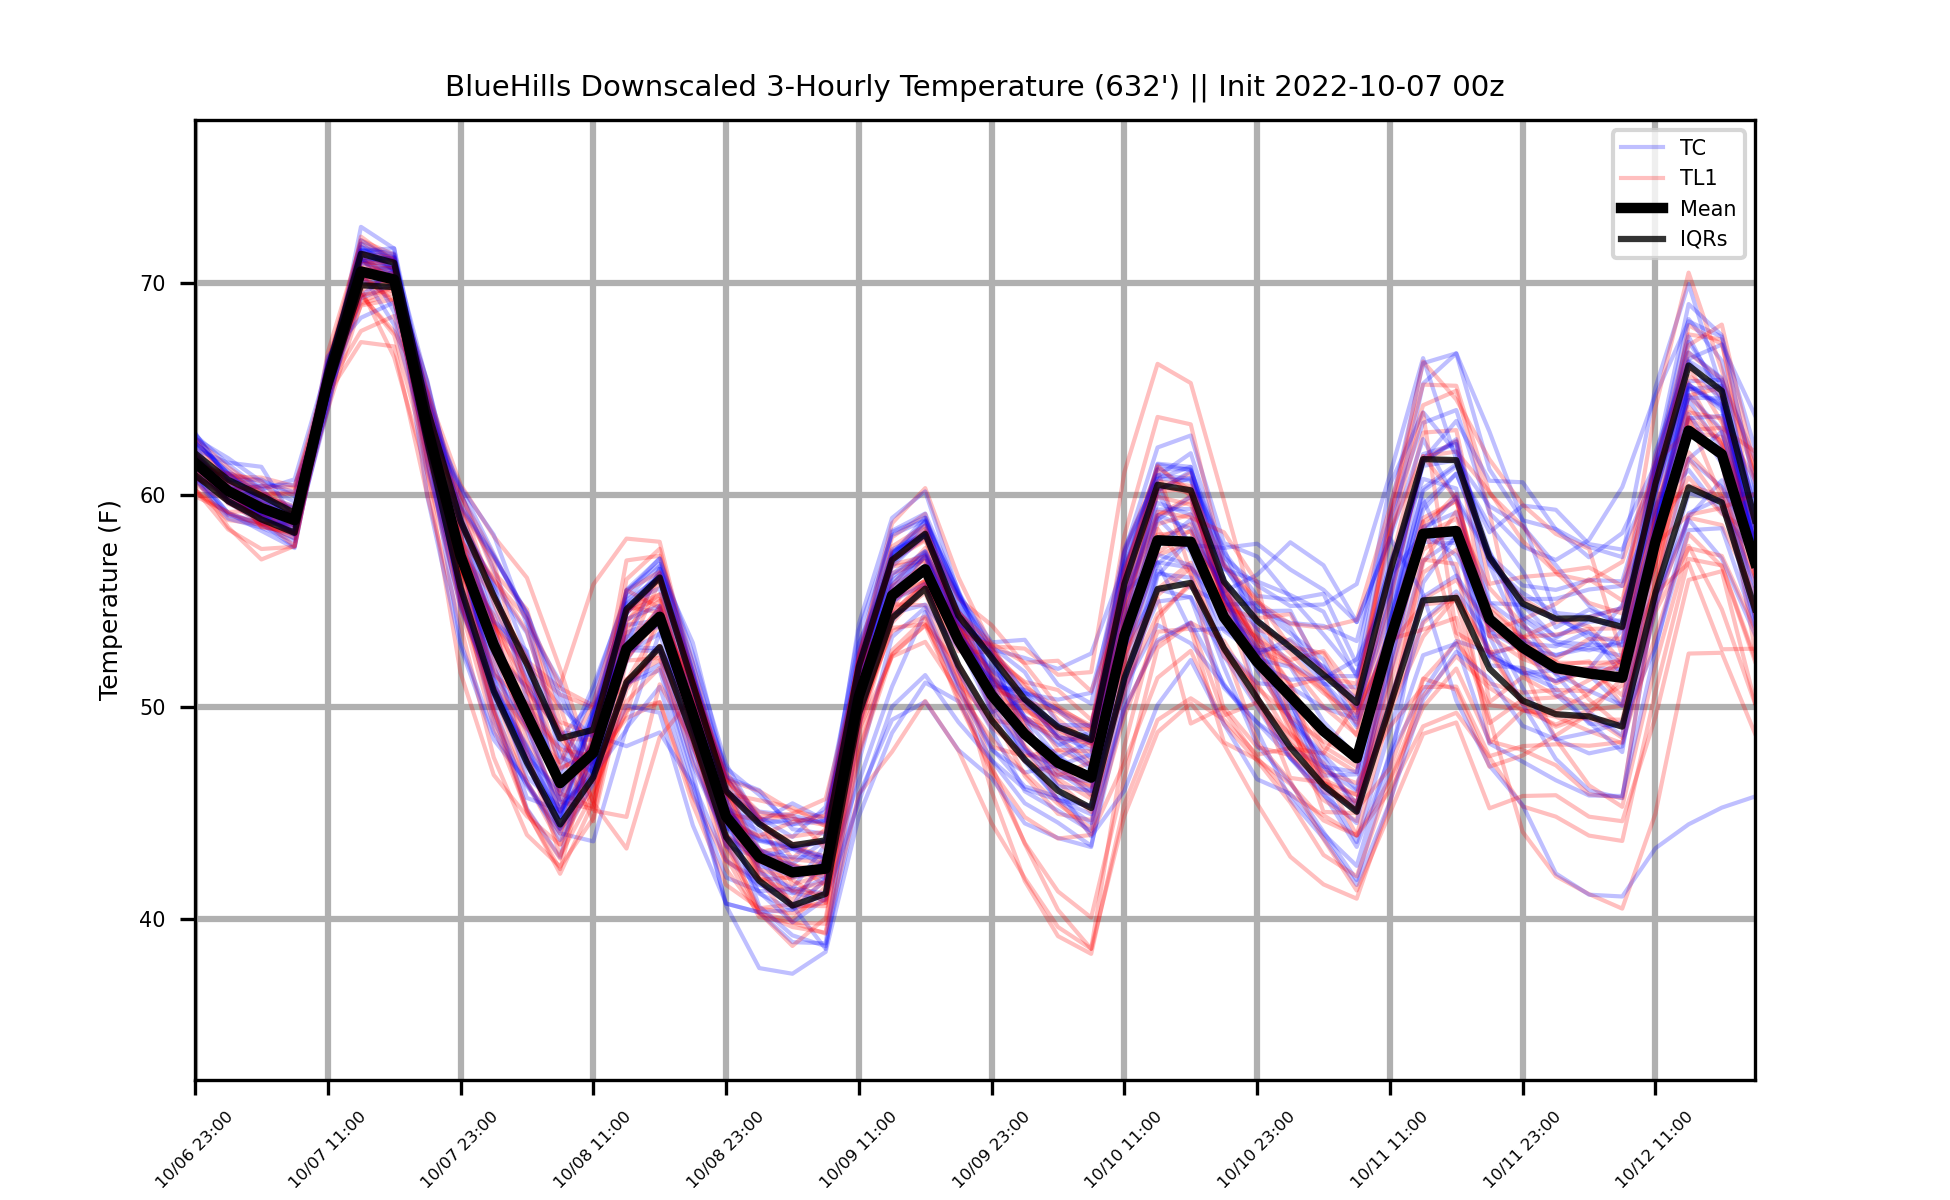 BlueHills Downscaled 3-Hourly Temperature (632') || Init 2022-10-07 00z
TC
TL1
Mean
IQRs
Temperature (F)
70
60
50
40
10/06 23:00
10/07 11:00
10/07 23:00
10/08 11:00
10/08 23:00
10/09 11:00
10/09 23:00
10/10 11:00
10/10 23:00
10/11 11:00
10/11 23:00
10/12 11:00